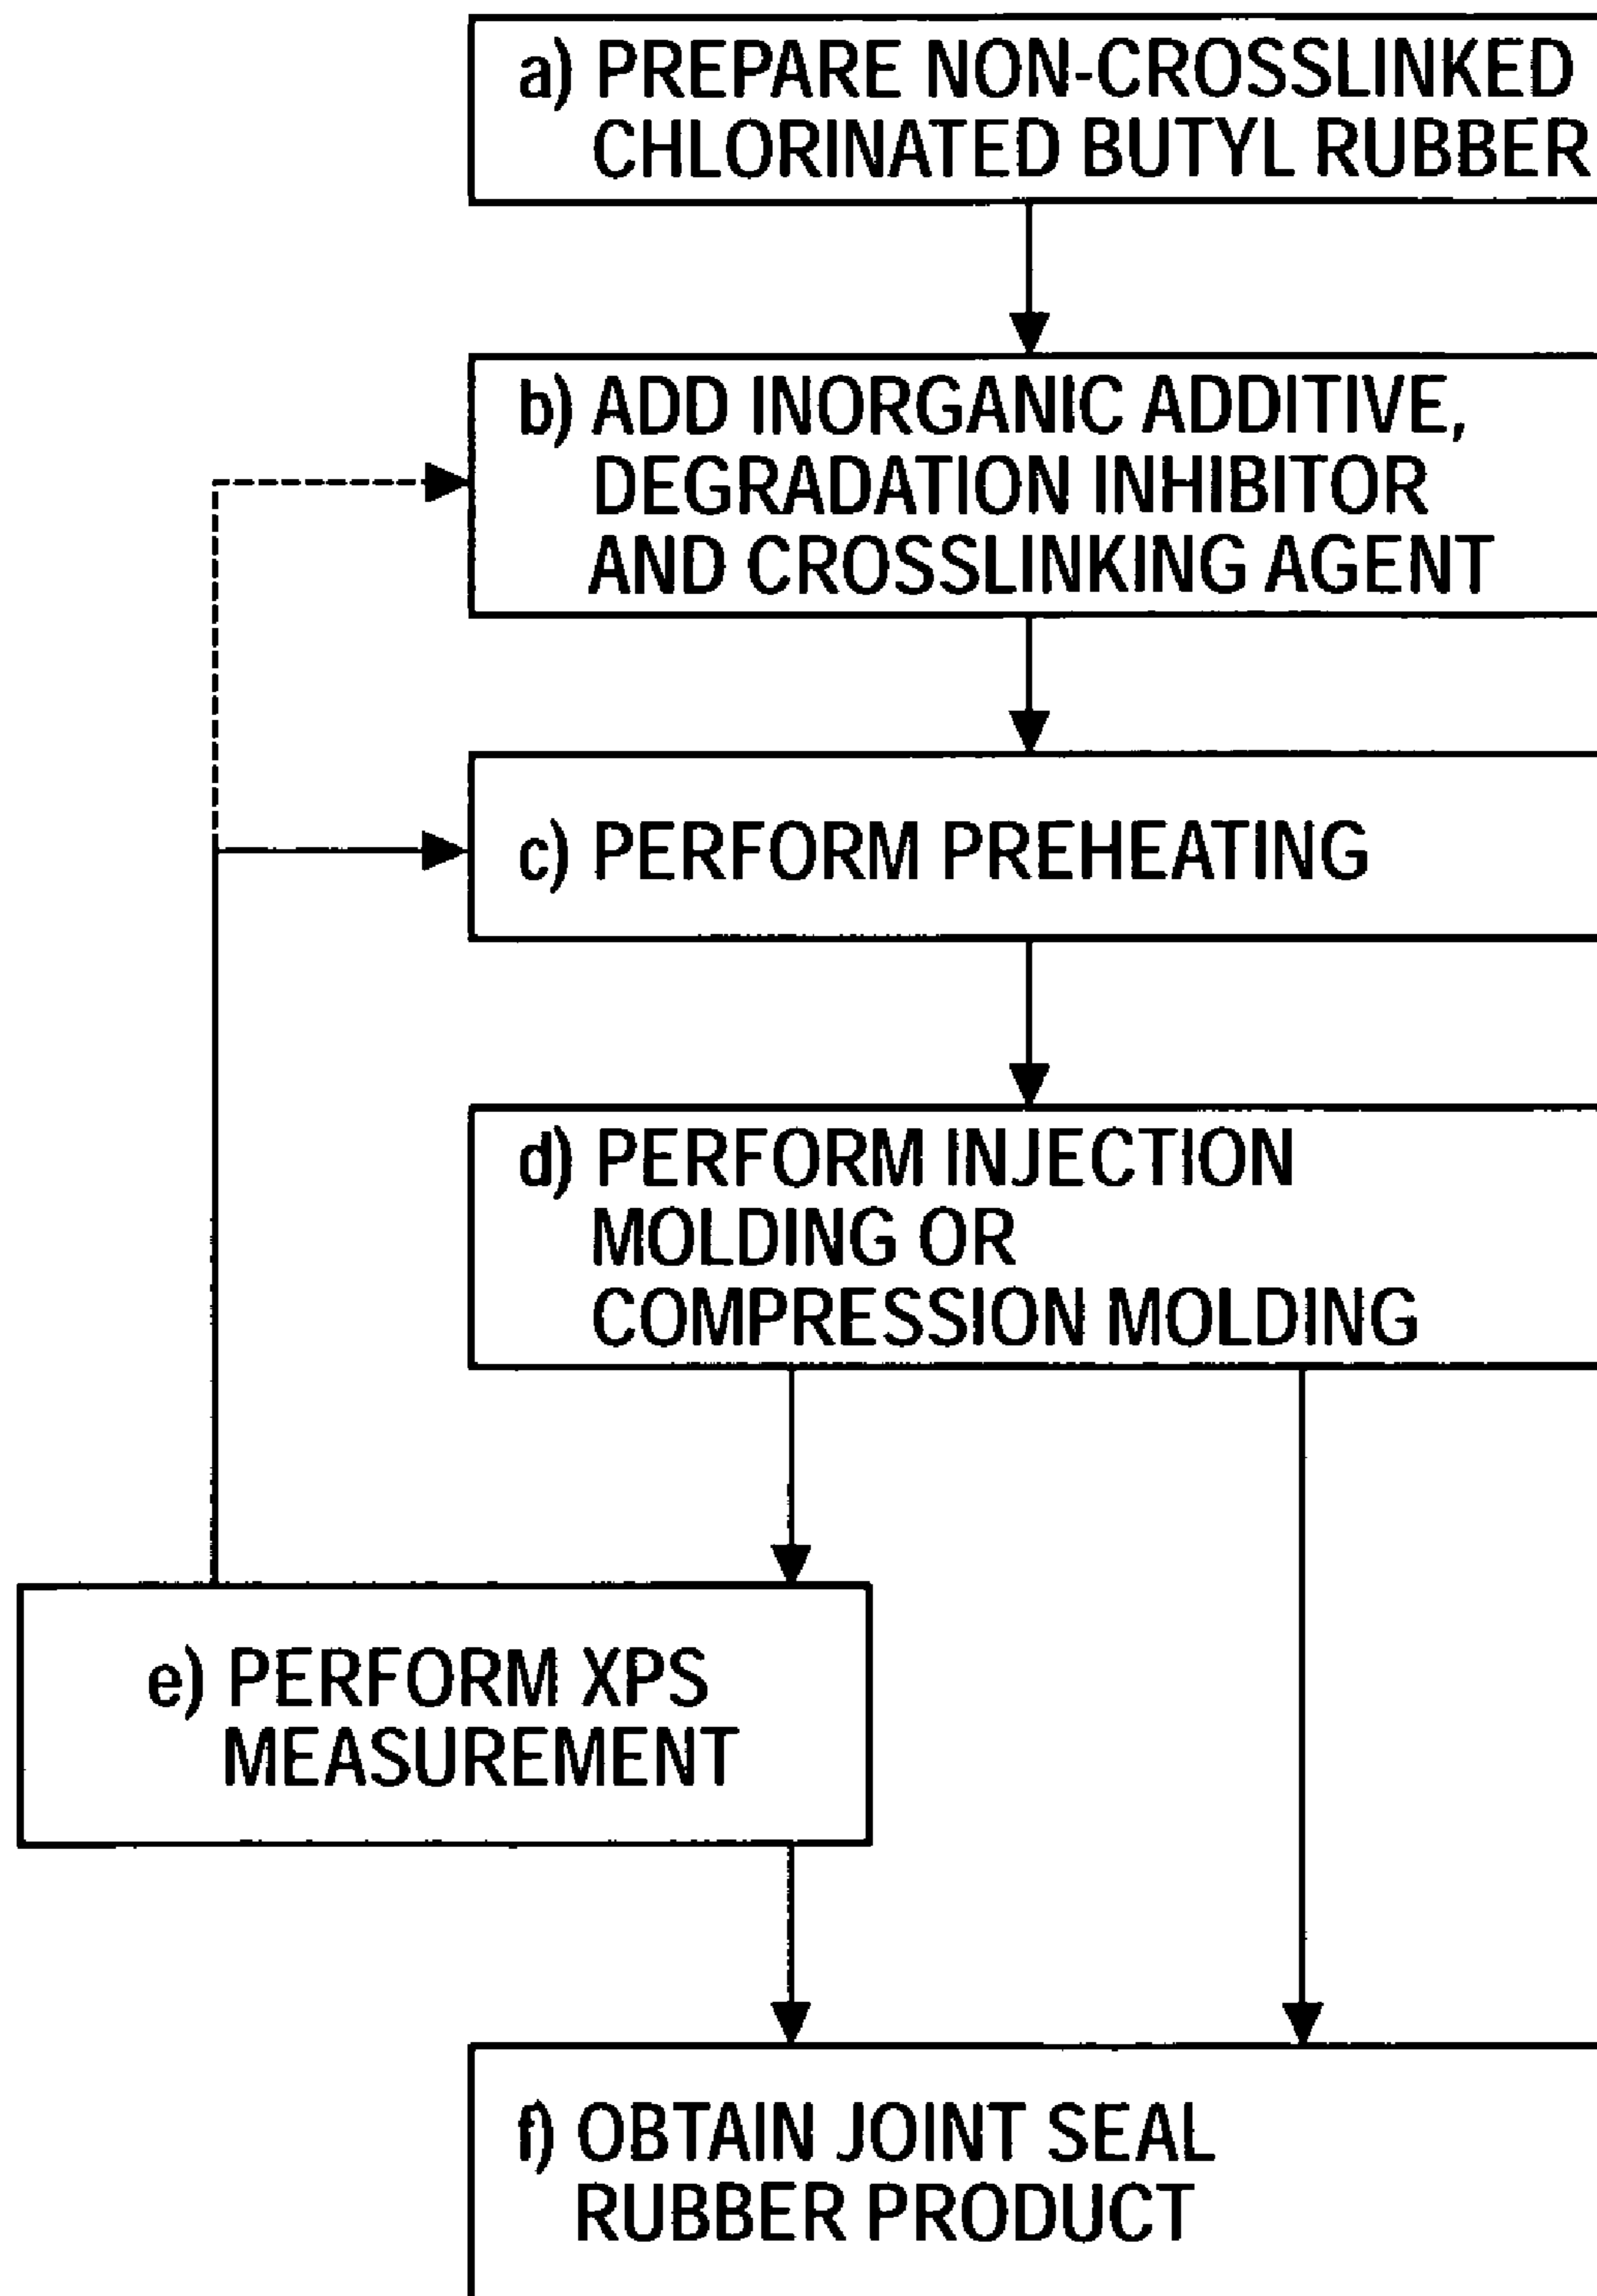 a) PREPARE NON-CROSSLINKED
CHLORINATED BUTYL RUBBER
b) ADD INORGANIC ADDITIVE,
DEGRADATION INHIBITOR
AND CROSSLINKING AGENT
c) PERFORM PREHEATING
d) PERFORM INJECTION
MOLDING OR
COMPRESSION MOLDING
e) PERFORM XPS
MEASUREMENT
f) OBTAIN JOINT SEAL
RUBBER PRODUCT